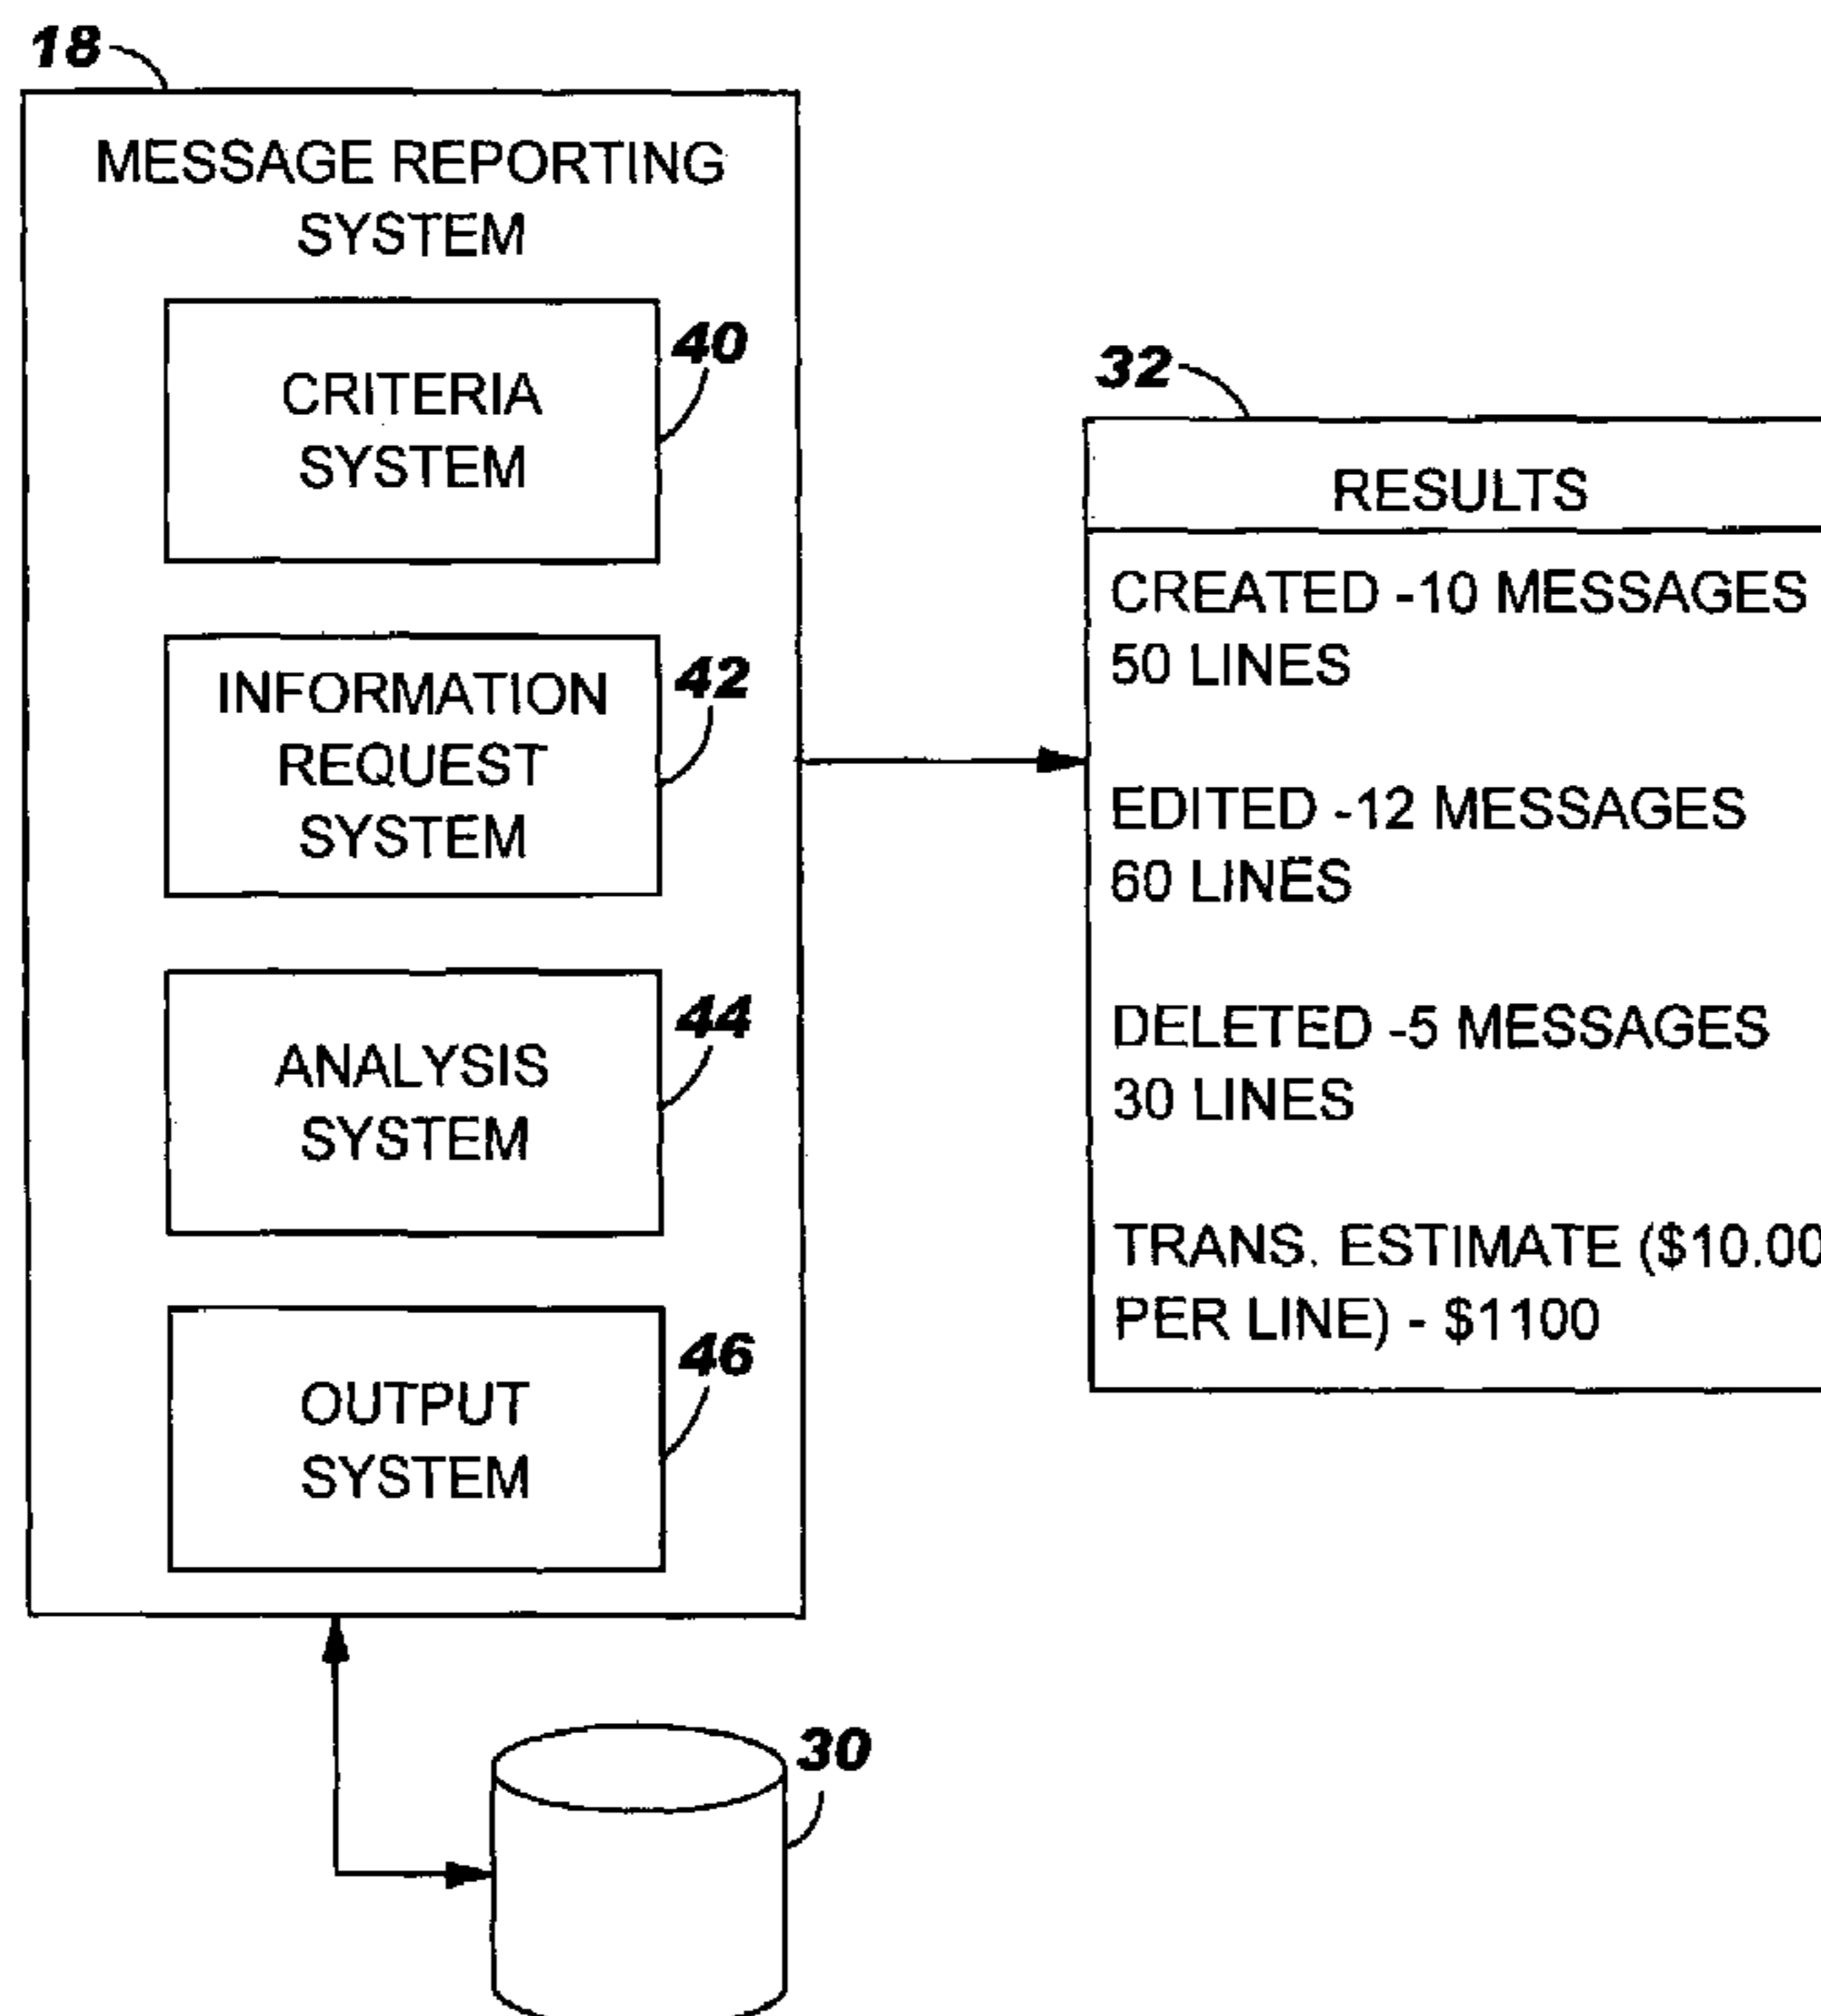 18
MESSAGE REPORTING
SYSTEM
CRITERIA
SYSTEM
40
INFORMATION
REQUEST
SYSTEM
42
ANALYSIS
SYSTEM
44
OUTPUT
SYSTEM
46
30
32
RESULTS
CREATED -10 MESSAGES
50 LINES
EDITED -12 MESSAGES
60 LINES
DELETED -5 MESSAGES
30 LINES
TRANS. ESTIMATE ($10.00
PER LINE) - $1100